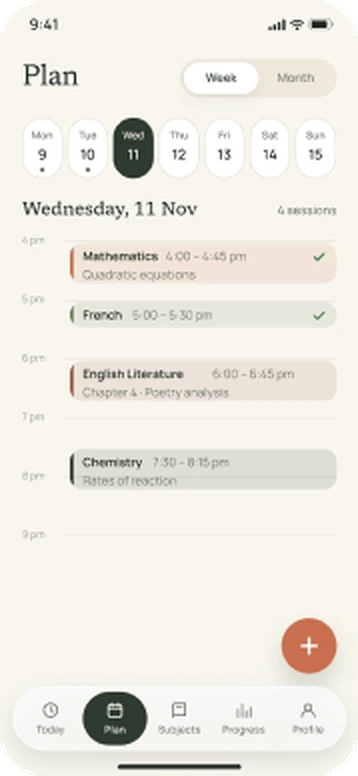 9:41
Plan
Week Month
Mon Tue Wed Thu Fri Sat Sun
9 10 11 12 13 14 15
Wednesday, 11 Nov 4 sessions
4 pm
Mathematics 4:00 – 4:45 pm
Quadratic equations
5 pm
French 5:00 – 5:30 pm
6 pm
English Literature 6:00 – 6:45 pm
Chapter 4 · Poetry analysis
7 pm
Chemistry 7:30 – 8:15 pm
8 pm
Rates of reaction
9 pm
Today Plan Subjects Progress Profile